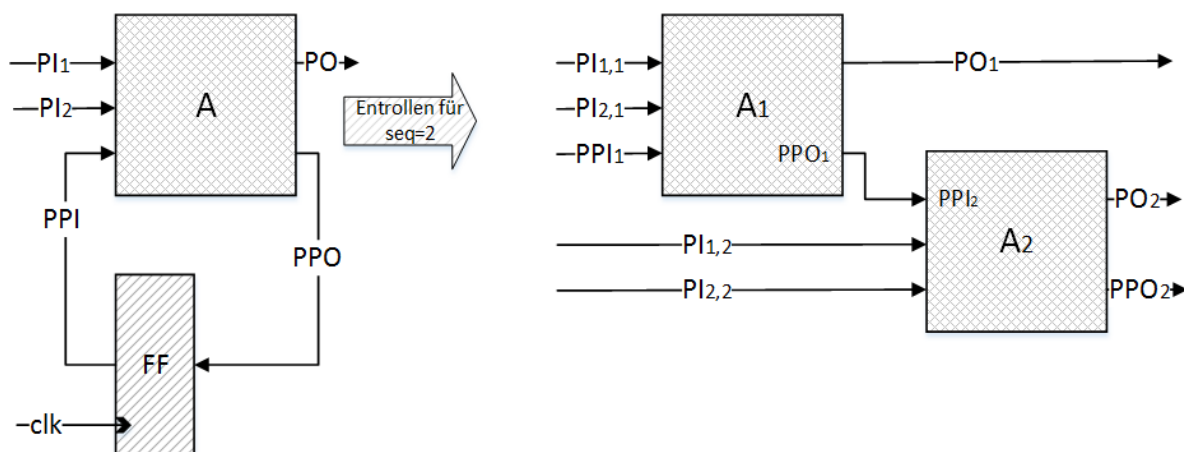 PI1
PI2
A
PO
PPI
PPO
FF
clk
Entrollen für
seq=2
PI1,1
PI2,1
PPI1
A1
PPO1
PO1
PPI2
A2
PO2
PPO2
PI1,2
PI2,2